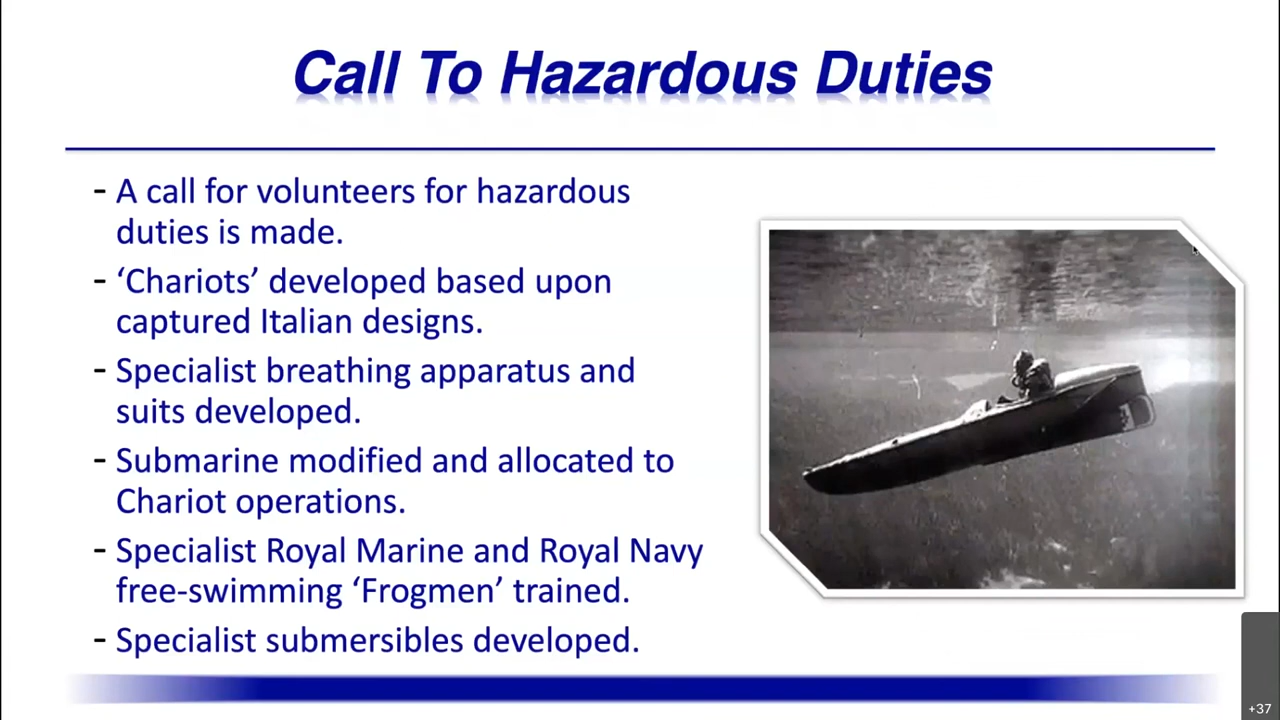 Call To Hazardous Duties
- A call for volunteers for hazardous
duties is made.
- ‘Chariots’ developed based upon
captured Italian designs.
- Specialist breathing apparatus and
suits developed.
- Submarine modified and allocated to
Chariot operations.
- Specialist Royal Marine and Royal Navy
free-swimming ‘Frogmen’ trained.
- Specialist submersibles developed.
+37